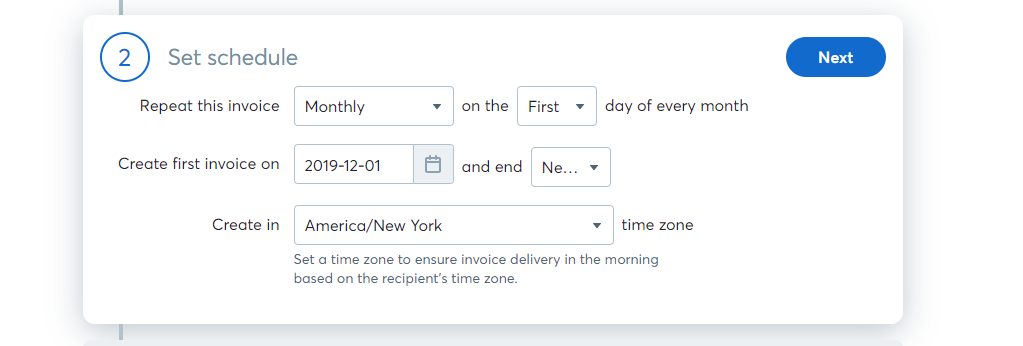 2 Set schedule Next
Repeat this invoice Monthly on the First day of every month
Create first invoice on 2019-12-01 and end Ne...
Create in America/New York time zone
Set a time zone to ensure invoice delivery in the morning
based on the recipient's time zone.